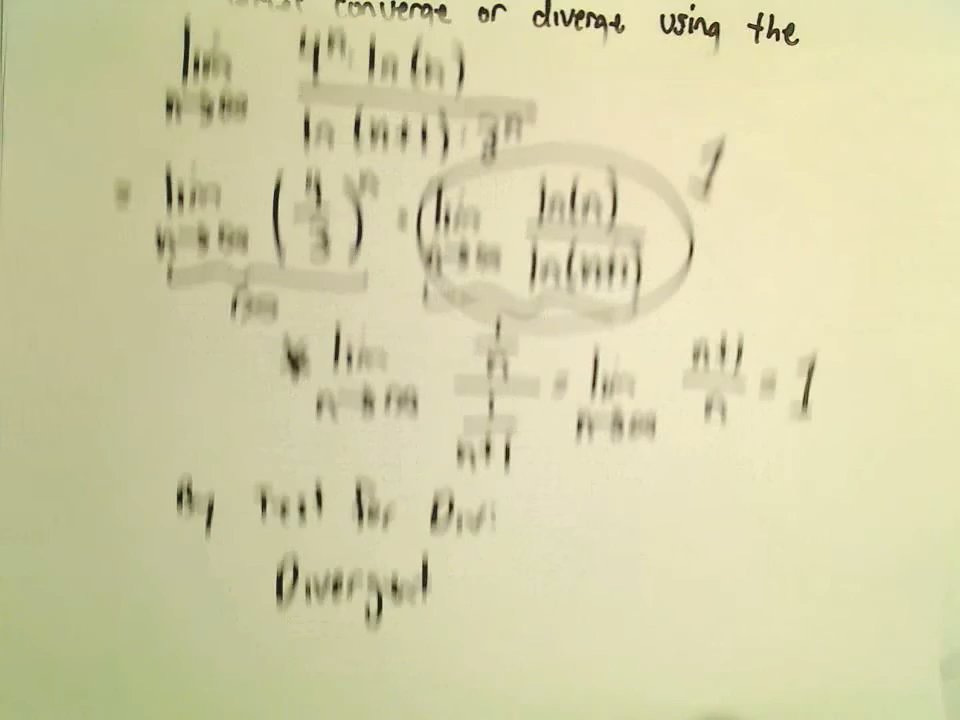 converge or diverge using the
lim n→∞ 4ⁿ · ln(n) / ln(n+1) · 3ⁿ
= lim n→∞ (4/3)ⁿ · (lim n→∞ ln(n) / ln(n+1)) 1
∞
* lim n→∞ (1/n) / (1/(n+1)) = lim n→∞ (n+1)/n = 1
By Test for Div: